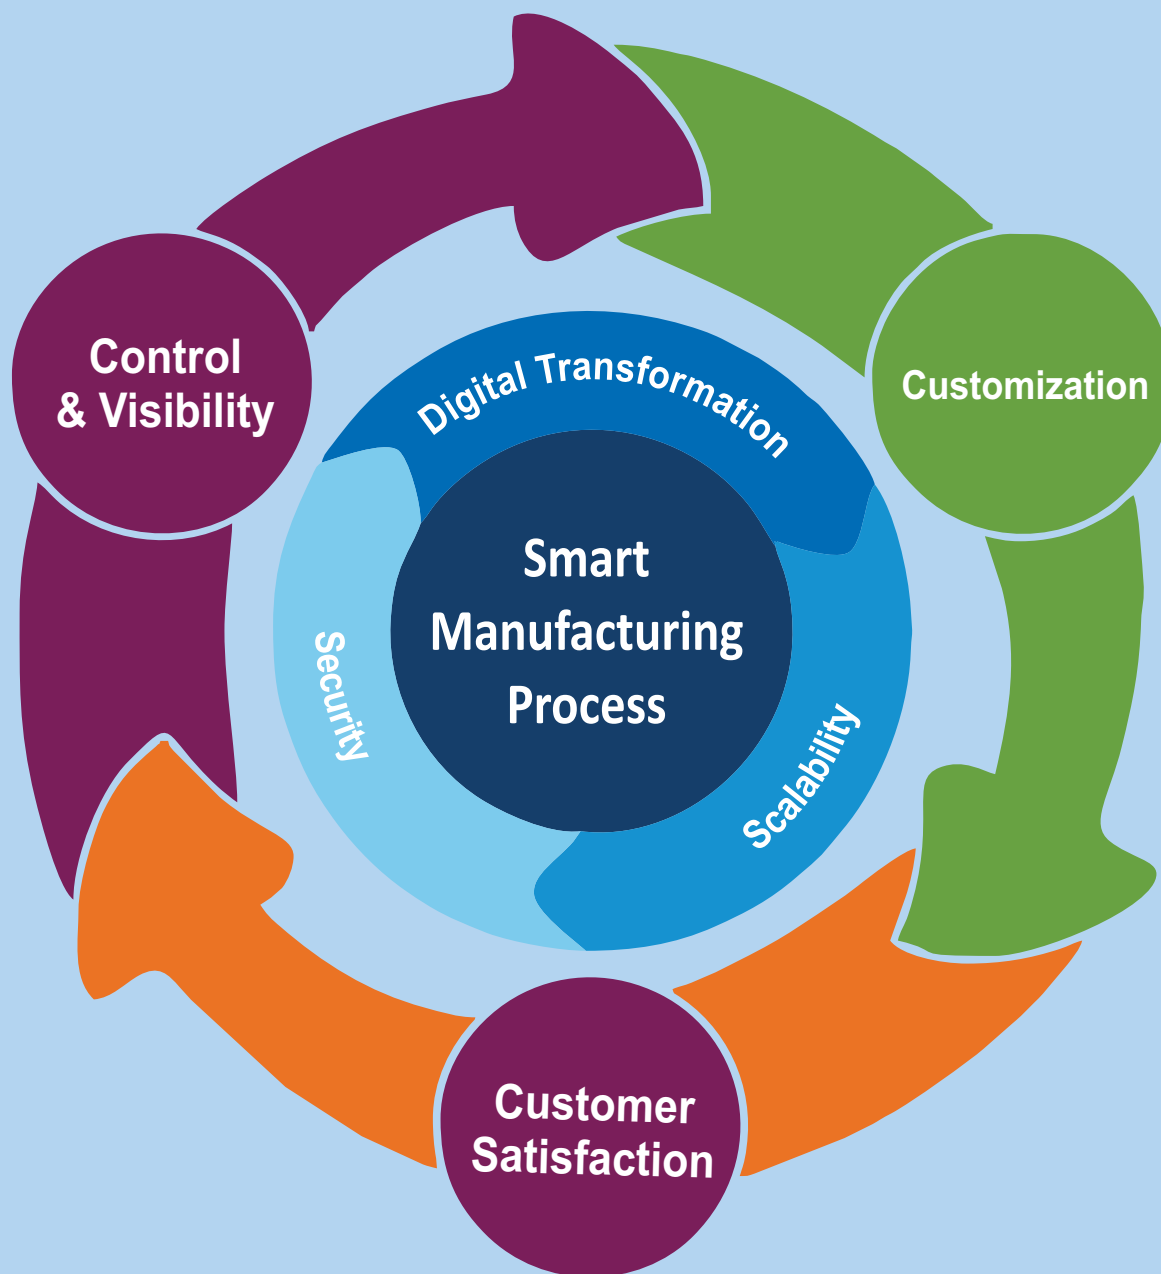 Control
& Visibility
Customization
Digital Transformation
Smart
Manufacturing
Process
Security
Scalability
Customer
Satisfaction